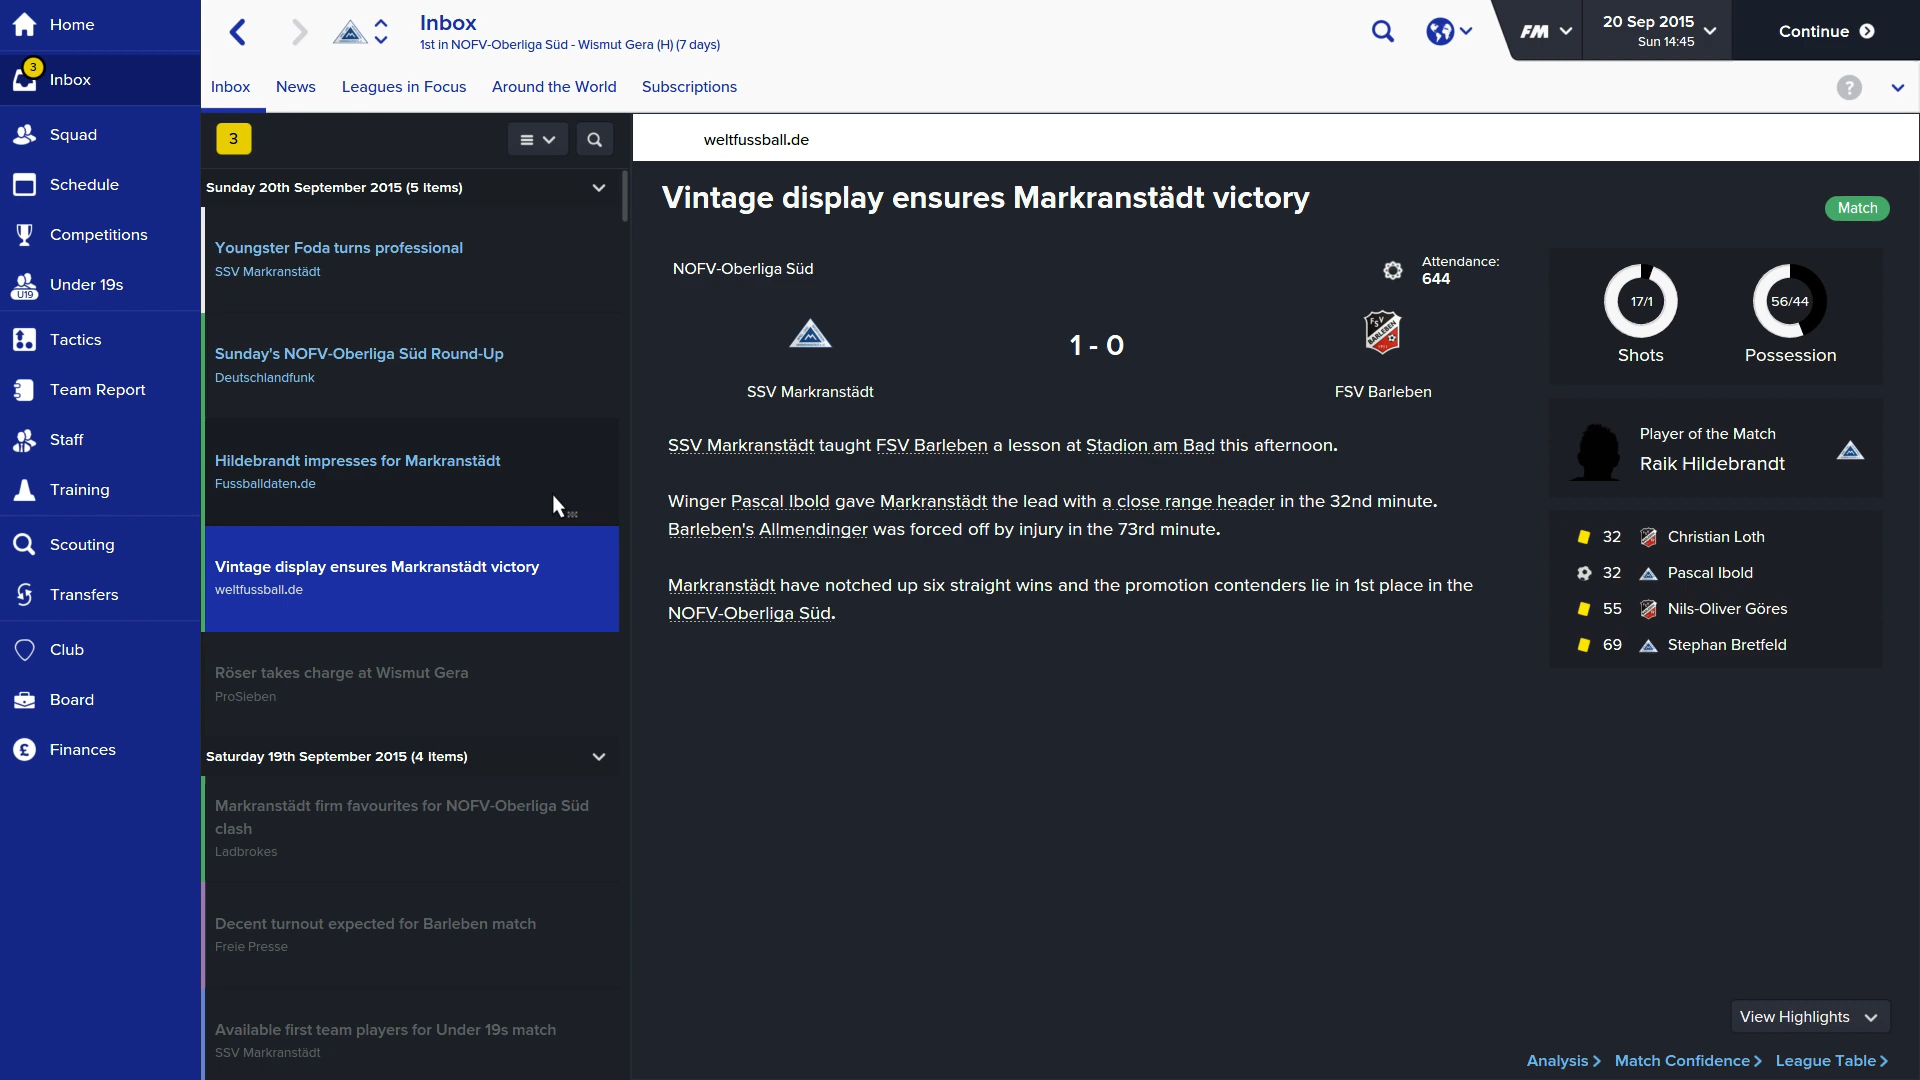 Home
3
Inbox
Squad
Schedule
Competitions
U19
Under 19s
Tactics
Team Report
Staff
Training
Scouting
Transfers
Club
Board
£
Finances
Inbox
1st in NOFV-Oberliga Süd - Wismut Gera (H) (7 days)
FM
20 Sep 2015
Sun 14:45
Continue
Inbox
News
Leagues in Focus
Around the World
Subscriptions
?
3
Sunday 20th September 2015 (5 Items)
Youngster Foda turns professional
SSV Markranstädt
Sunday's NOFV-Oberliga Süd Round-Up
Deutschlandfunk
Hildebrandt impresses for Markranstädt
Fussballdaten.de
Vintage display ensures Markranstädt victory
weltfussball.de
Röser takes charge at Wismut Gera
ProSieben
Saturday 19th September 2015 (4 Items)
Markranstädt firm favourites for NOFV-Oberliga Süd
clash
Ladbrokes
Decent turnout expected for Barleben match
Freie Presse
Available first team players for Under 19s match
SSV Markranstädt
weltfussball.de
Vintage display ensures Markranstädt victory
Match
NOFV-Oberliga Süd
Attendance:
644
1 - 0
FSV
BARLEBEN
SSV Markranstädt
FSV Barleben
SSV Markranstädt taught FSV Barleben a lesson at Stadion am Bad this afternoon.
Winger Pascal Ibold gave Markranstädt the lead with a close range header in the 32nd minute.
Barleben's Allmendinger was forced off by injury in the 73rd minute.
Markranstädt have notched up six straight wins and the promotion contenders lie in 1st place in the
NOFV-Oberliga Süd.
17/1
56/44
Shots
Possession
Player of the Match
Raik Hildebrandt
32 Christian Loth
32 Pascal Ibold
55 Nils-Oliver Göres
69 Stephan Bretfeld
View Highlights
Analysis
Match Confidence
League Table